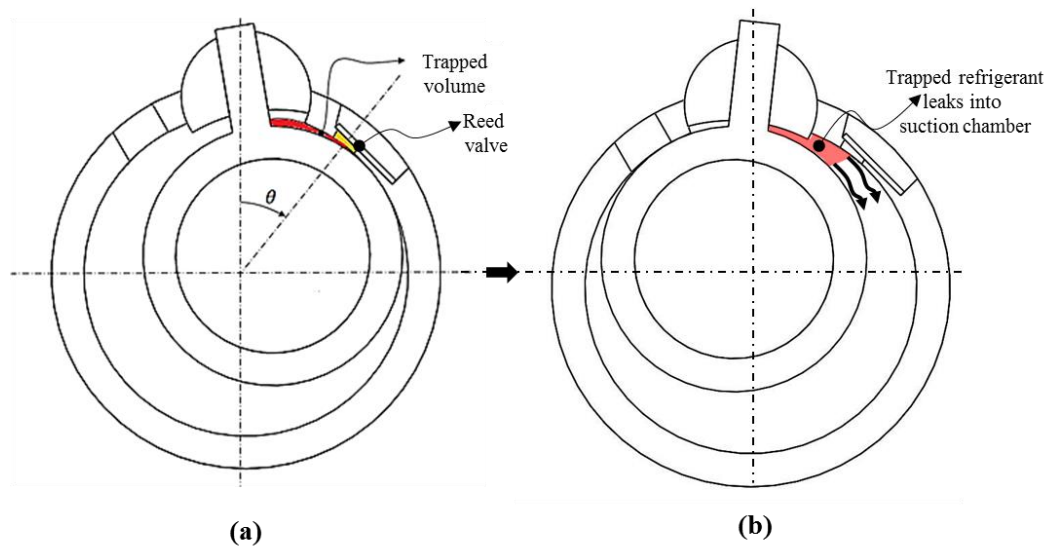 Trapped
volume
Reed
valve
θ
(a)
Trapped refrigerant
leaks into
suction chamber
(b)